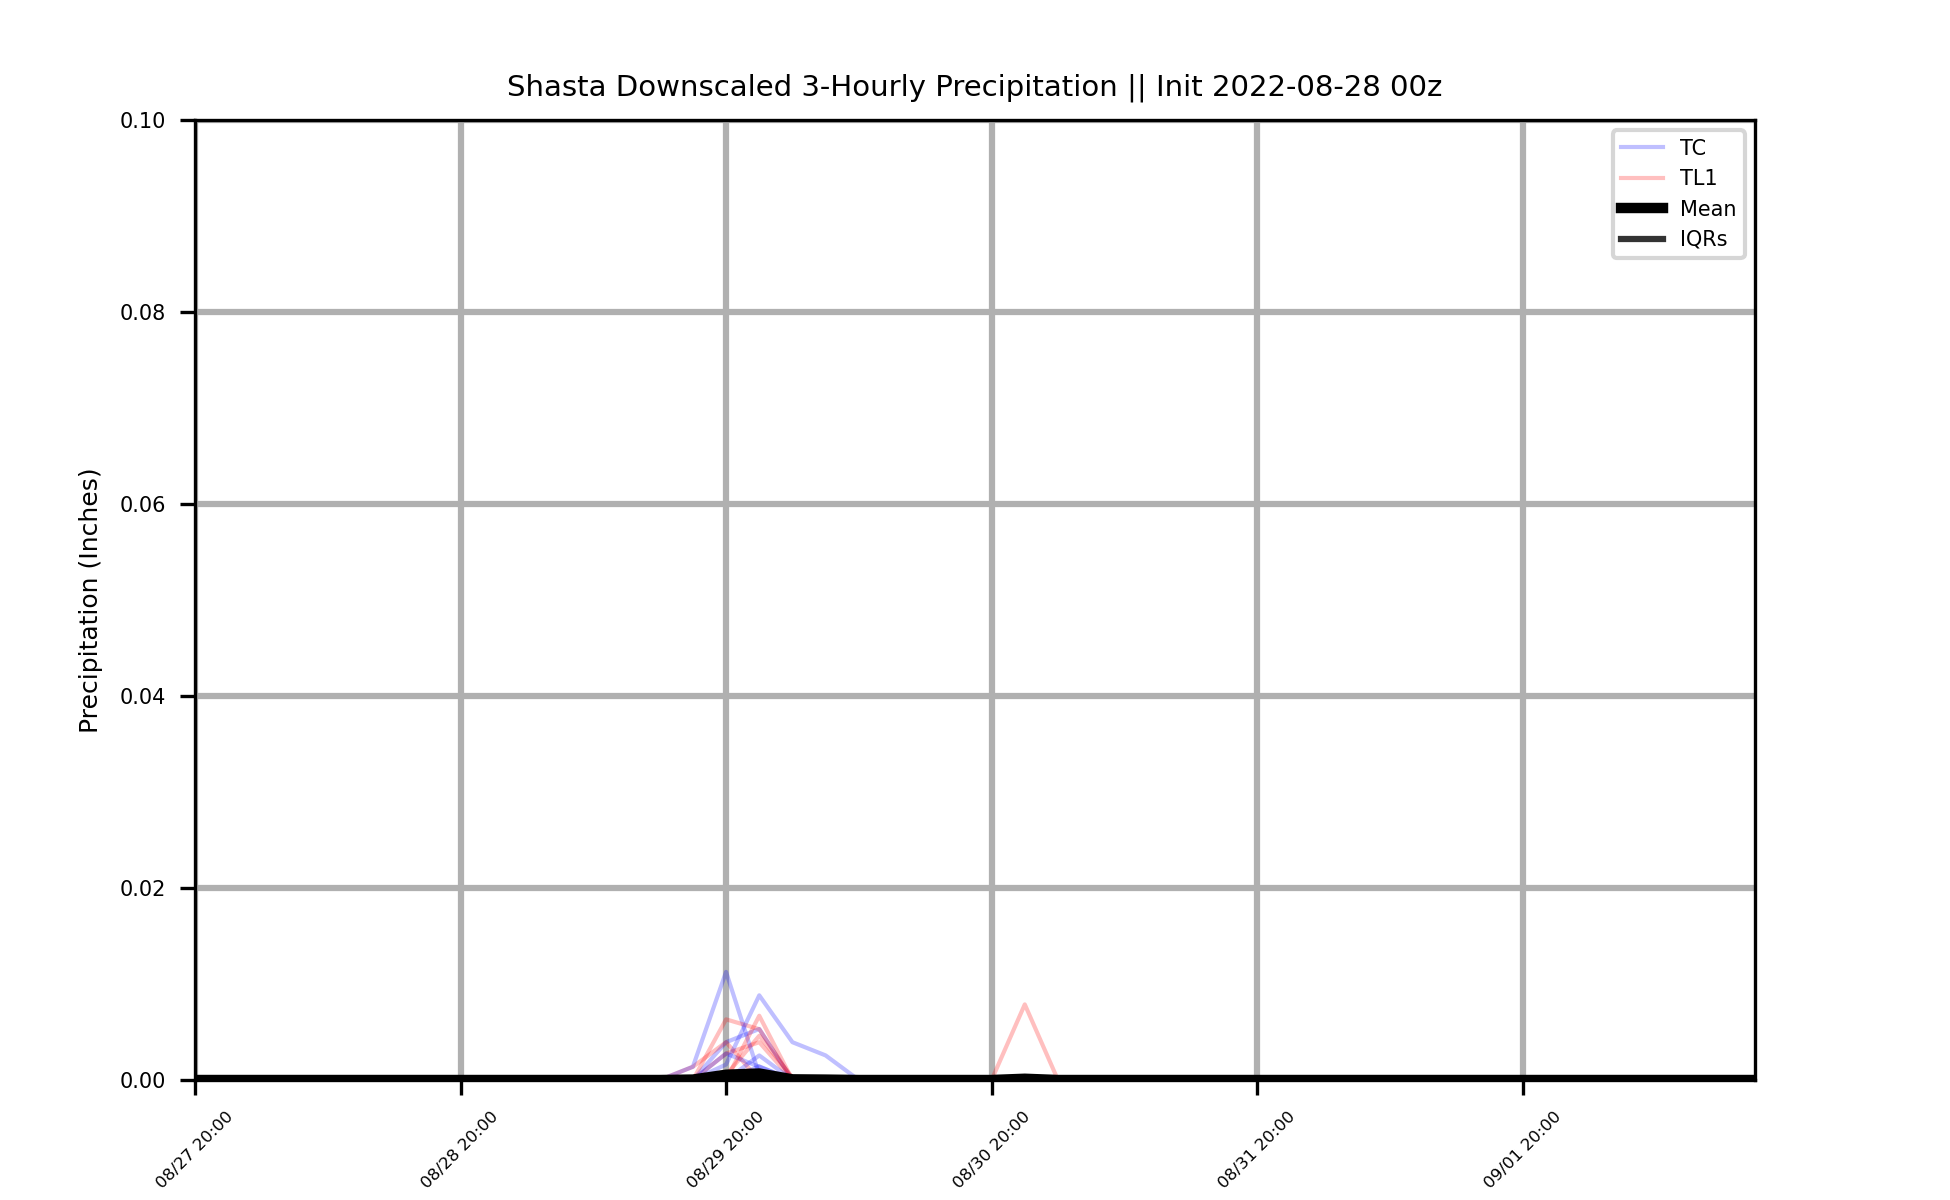 Shasta Downscaled 3-Hourly Precipitation || Init 2022-08-28 00z
0.10
0.08
0.06
0.04
0.02
0.00
Precipitation (Inches)
TC
TL1
Mean
IQRs
08/27 20:00
08/28 20:00
08/29 20:00
08/30 20:00
08/31 20:00
09/01 20:00